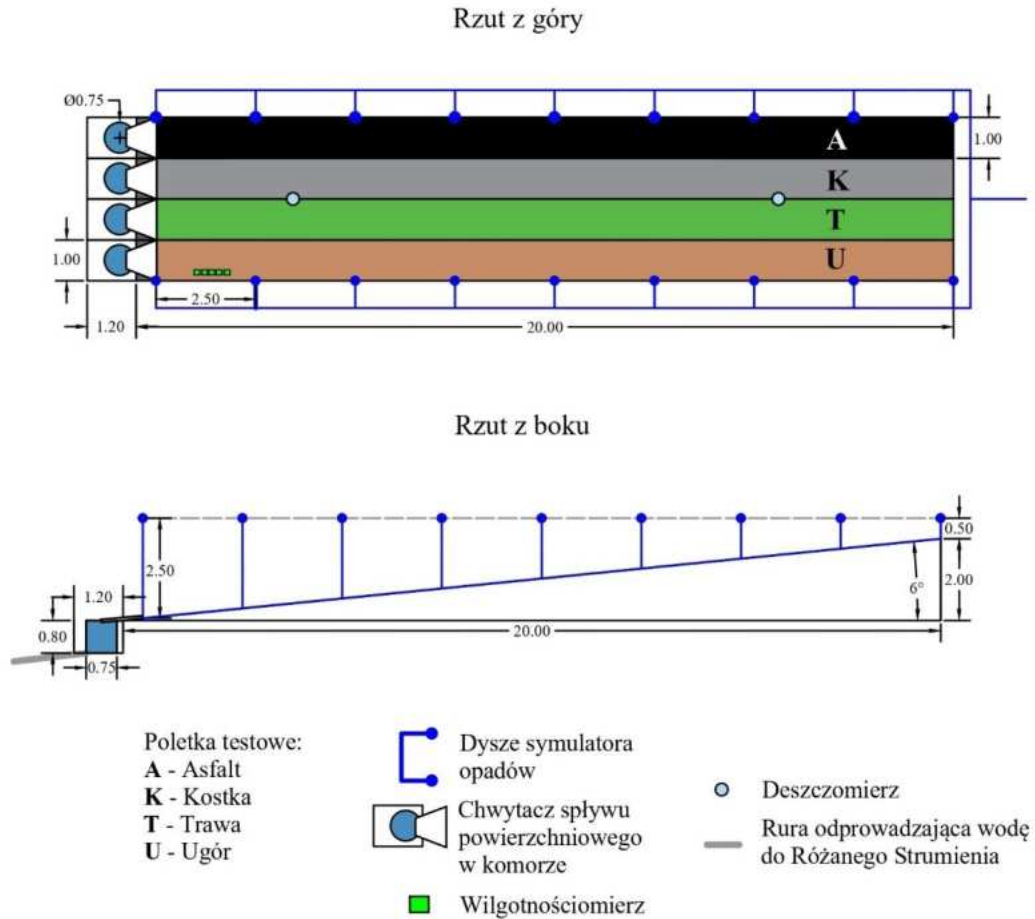 Rzut z góry
Ø0.75
1.00
A
K
T
U
1.00
2.50
1.20
20.00
Rzut z boku
0.50
2.50
2.00
6°
1.20
0.80
20.00
0.75
Poletka testowe:
A - Asfalt
K - Kostka
T - Trawa
U - Ugór
Dysze symulatora
opadów
Chwytacz spływu
powierzchniowego
w komorze
Wilgotnościomierz
Deszczomierz
Rura odprowadzająca wodę
do Różanego Strumienia